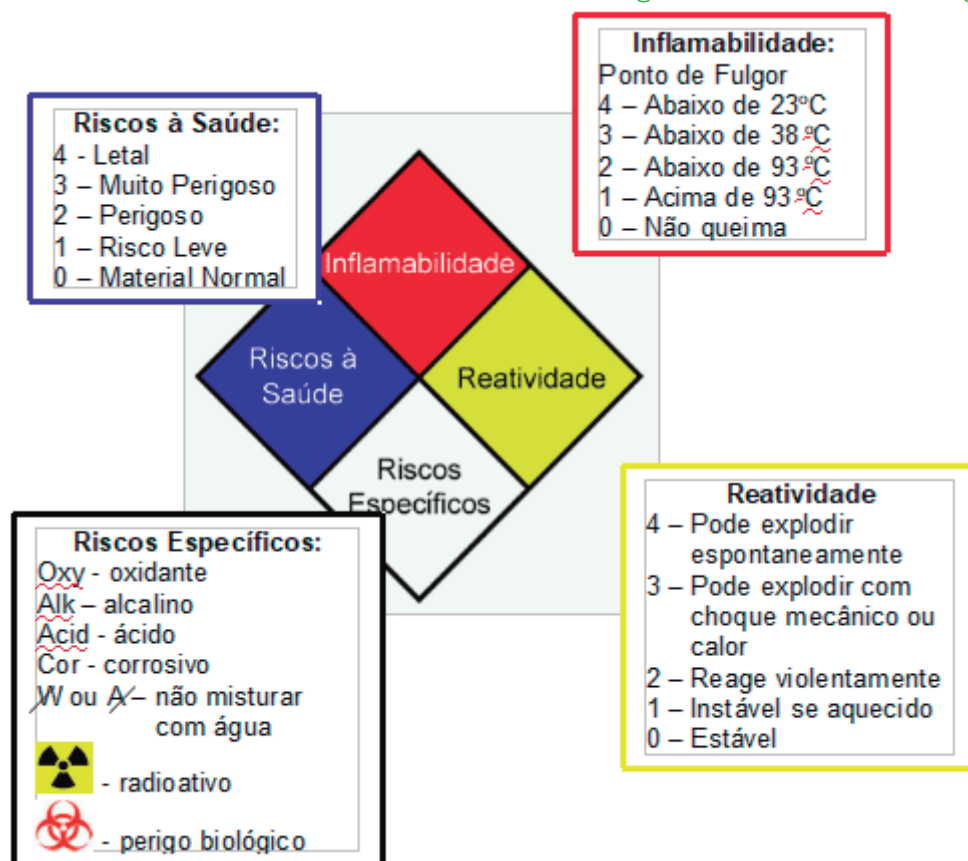 Inflamabilidade:
Ponto de Fulgor
4 – Abaixo de 23ºC
3 – Abaixo de 38 ºC
2 – Abaixo de 93 ºC
1 – Acima de 93 ºC
0 – Não queima
Riscos à Saúde:
4 - Letal
3 – Muito Perigoso
2 – Perigoso
1 – Risco Leve
0 – Material Normal
Inflamabilidade
Riscos à
Saúde
Reatividade
Riscos
Específicos
Riscos Específicos:
Oxy - oxidante
Alk – alcalino
Acid - ácido
Cor - corrosivo
W ou A – não misturar
com água
- radioativo
- perigo biológico
Reatividade
4 – Pode explodir
espontaneamente
3 – Pode explodir com
choque mecânico ou
calor
2 – Reage violentamente
1 – Instável se aquecido
0 – Estável